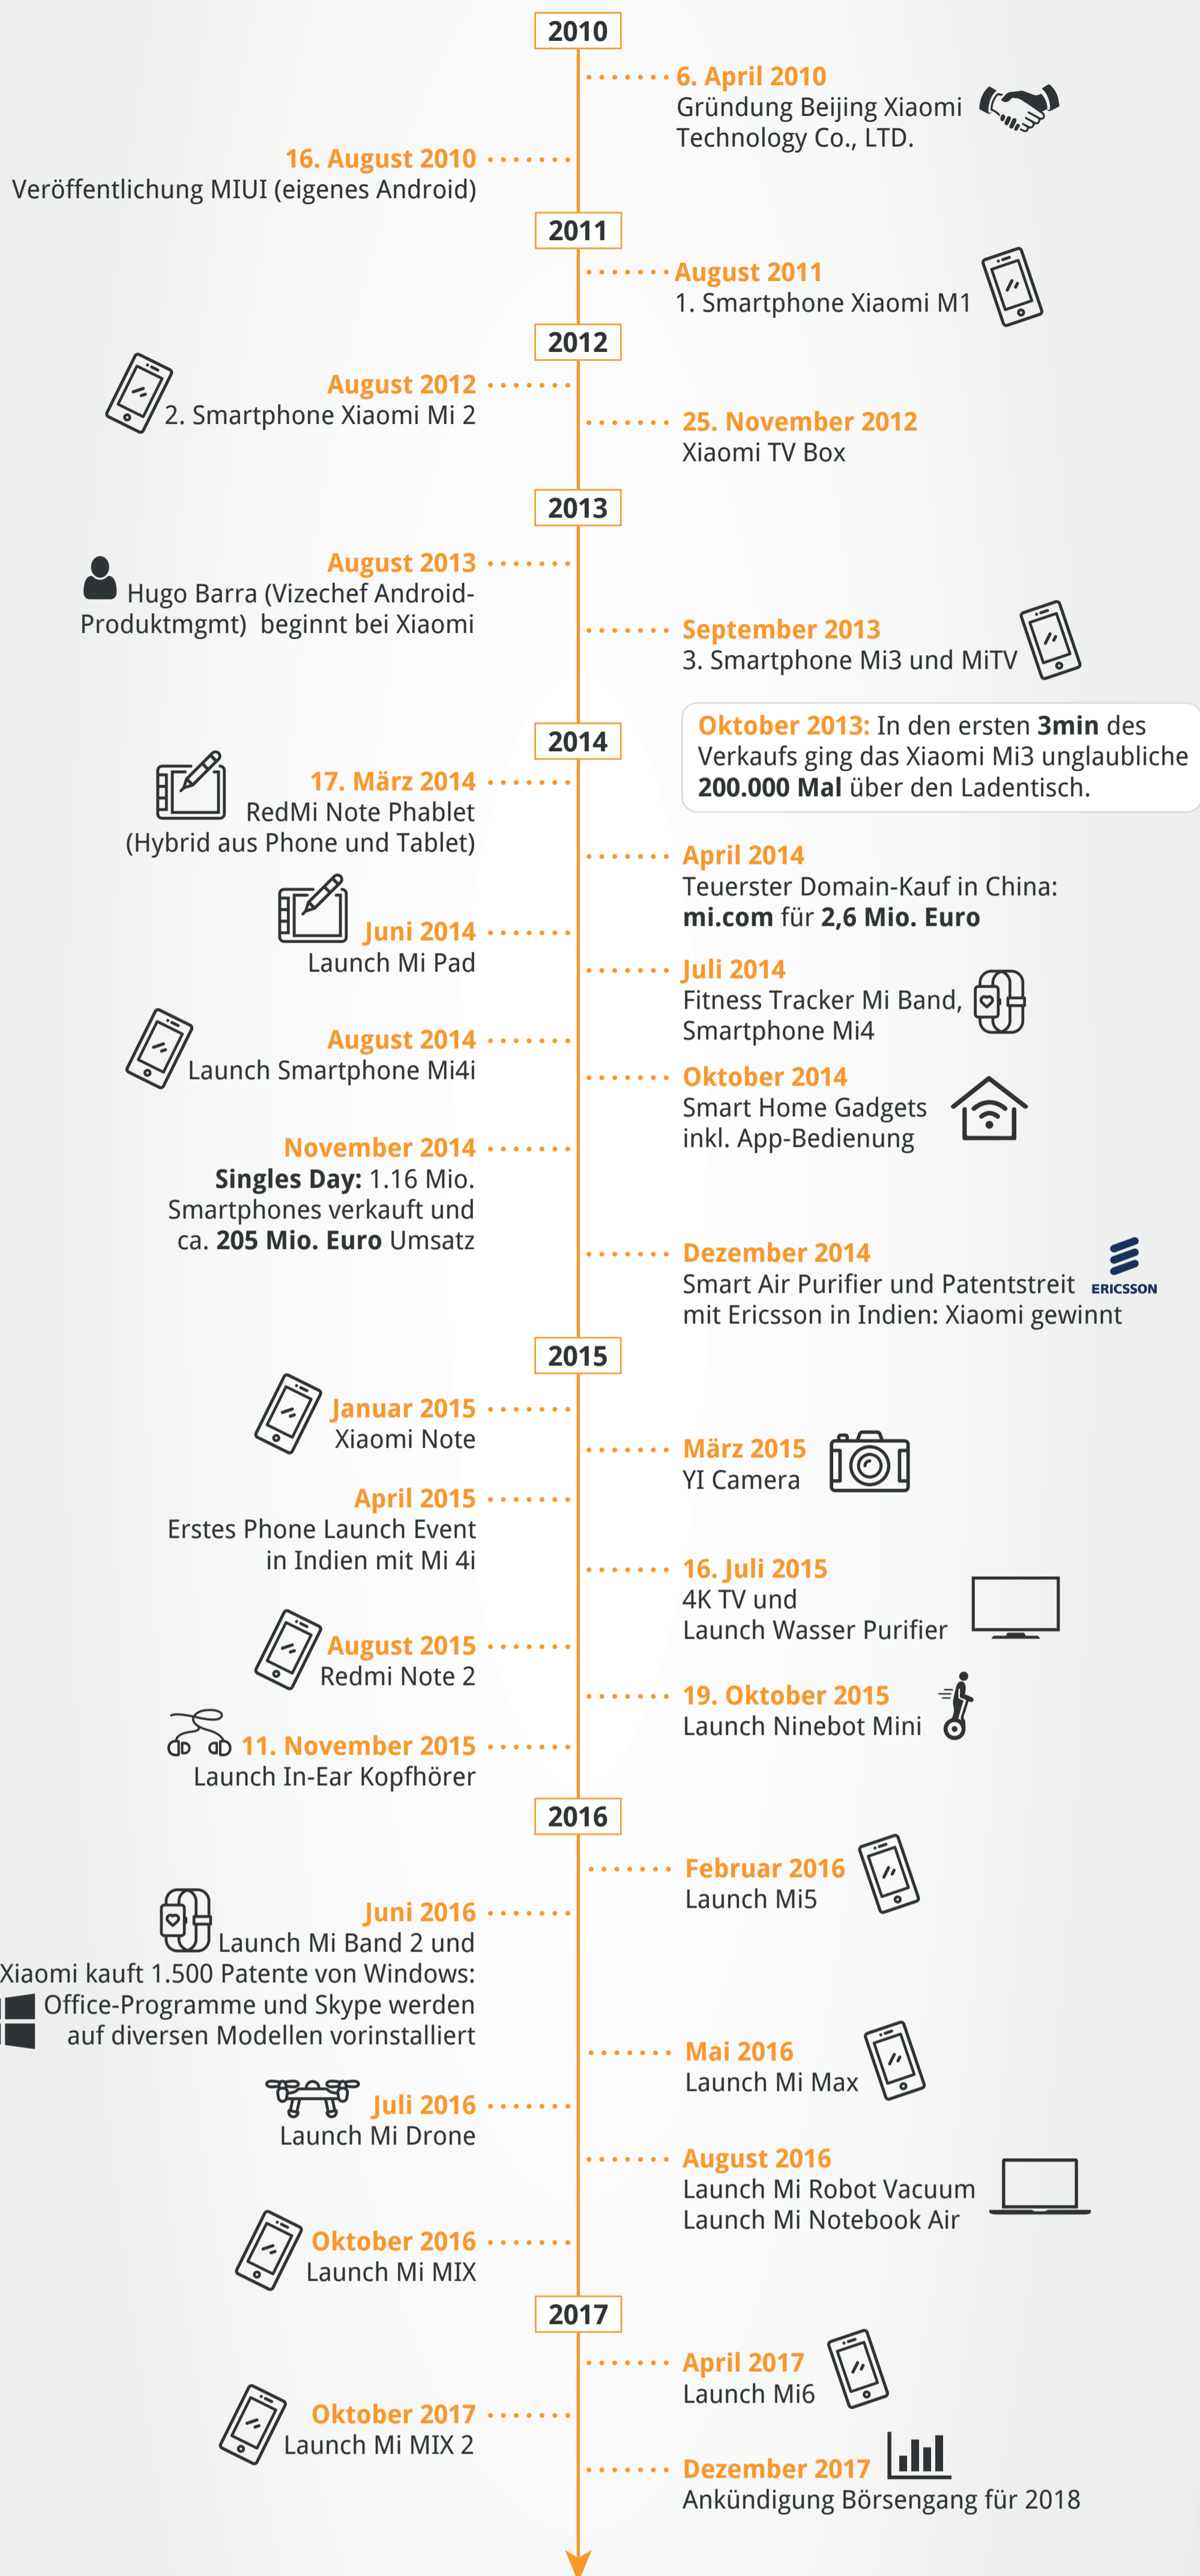 2010
6. April 2010
Gründung Beijing Xiaomi
Technology Co., LTD.
16. August 2010
Veröffentlichung MIUI (eigenes Android)
2011
August 2011
1. Smartphone Xiaomi M1
2012
August 2012
2. Smartphone Xiaomi Mi 2
25. November 2012
Xiaomi TV Box
2013
August 2013
Hugo Barra (Vizechef Android-
Produktmgmt) beginnt bei Xiaomi
September 2013
3. Smartphone Mi3 und MiTV
Oktober 2013: In den ersten 3min des
Verkaufs ging das Xiaomi Mi3 unglaubliche
200.000 Mal über den Ladentisch.
2014
17. März 2014
RedMi Note Phablet
(Hybrid aus Phone und Tablet)
April 2014
Teuerster Domain-Kauf in China:
mi.com für 2,6 Mio. Euro
Juni 2014
Launch Mi Pad
Juli 2014
Fitness Tracker Mi Band,
Smartphone Mi4
August 2014
Launch Smartphone Mi4i
Oktober 2014
Smart Home Gadgets
inkl. App-Bedienung
November 2014
Singles Day: 1.16 Mio.
Smartphones verkauft und
ca. 205 Mio. Euro Umsatz
Dezember 2014
Smart Air Purifier und Patentstreit
mit Ericsson in Indien: Xiaomi gewinnt
ERICSSON
2015
Januar 2015
Xiaomi Note
März 2015
YI Camera
April 2015
Erstes Phone Launch Event
in Indien mit Mi 4i
16. Juli 2015
4K TV und
Launch Wasser Purifier
August 2015
Redmi Note 2
19. Oktober 2015
Launch Ninebot Mini
11. November 2015
Launch In-Ear Kopfhörer
2016
Februar 2016
Launch Mi5
Juni 2016
Launch Mi Band 2 und
Xiaomi kauft 1.500 Patente von Windows:
Office-Programme und Skype werden
auf diversen Modellen vorinstalliert
Mai 2016
Launch Mi Max
Juli 2016
Launch Mi Drone
August 2016
Launch Mi Robot Vacuum
Launch Mi Notebook Air
Oktober 2016
Launch Mi MIX
2017
April 2017
Launch Mi6
Oktober 2017
Launch Mi MIX 2
Dezember 2017
Ankündigung Börsengang für 2018